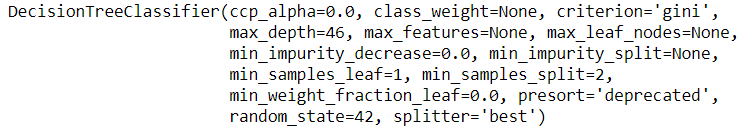 DecisionTreeClassifier(ccp_alpha=0.0, class_weight=None, criterion='gini',
max_depth=46, max_features=None, max_leaf_nodes=None,
min_impurity_decrease=0.0, min_impurity_split=None,
min_samples_leaf=1, min_samples_split=2,
min_weight_fraction_leaf=0.0, presort='deprecated',
random_state=42, splitter='best')